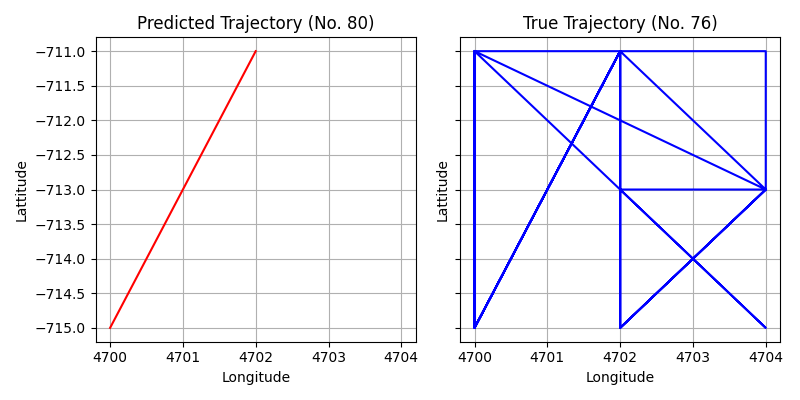 Predicted Trajectory (No. 80)
True Trajectory (No. 76)
−711.0
−711.5
−712.0
−712.5
−713.0
−713.5
−714.0
−714.5
−715.0
Lattitude
Lattitude
4700 4701 4702 4703 4704
4700 4701 4702 4703 4704
Longitude
Longitude